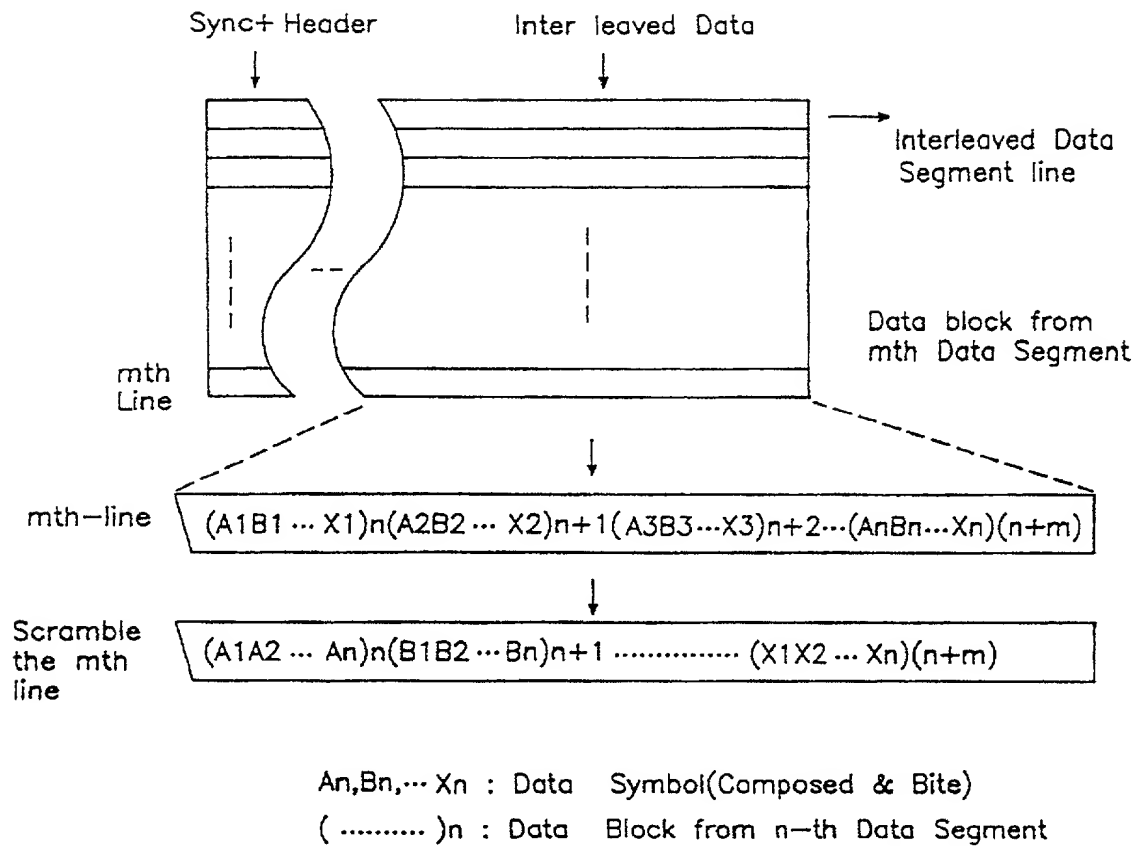 Sync+ Header
Inter leaved Data
Interleaved Data
Segment line
Data block from
mth Data Segment
mth
Line
mth-line
(A1B1 ··· X1)n(A2B2 ··· X2)n+1(A3B3···X3)n+2···(AnBn···Xn)(n+m)
Scramble
the mth
line
(A1A2 ··· An)n(B1B2 ···Bn)n+1 ·············· (X1X2 ··· Xn)(n+m)
An,Bn,··· Xn : Data Symbol(Composed & Bite)
( ·········· )n : Data Block from n-th Data Segment